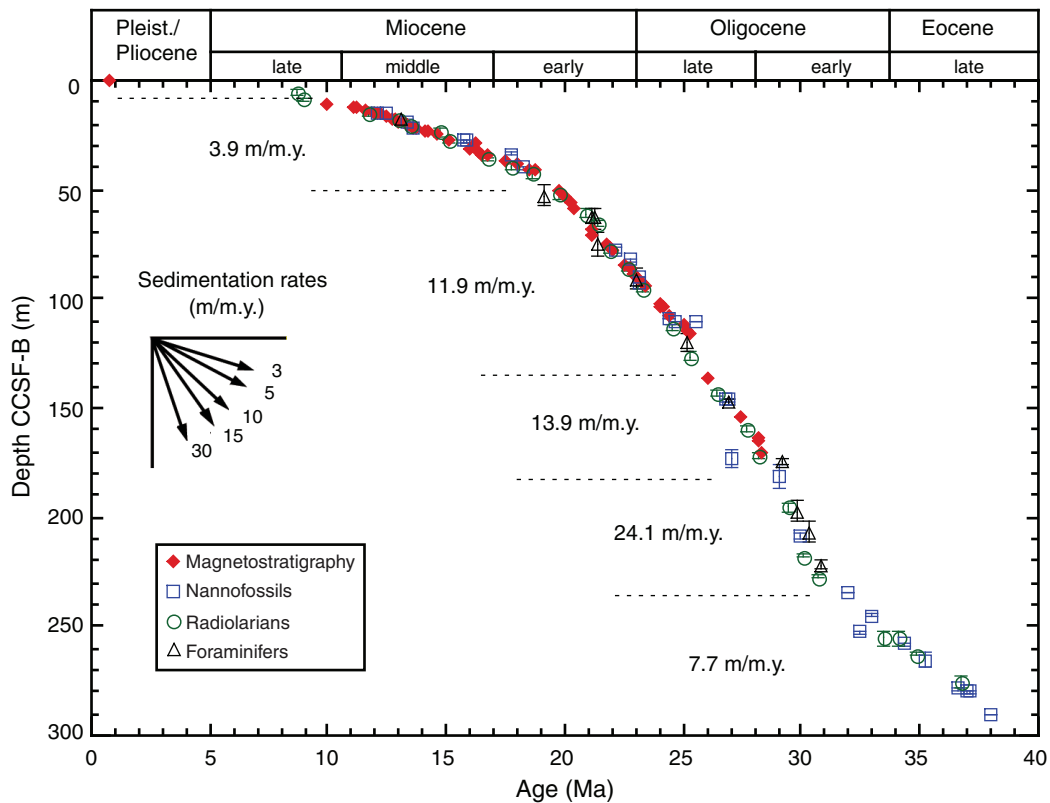 Pleist./ Miocene Oligocene Eocene
Pliocene
late middle early late early late
0
3.9 m/m.y.
50
Sedimentation rates
(m/m.y.)
11.9 m/m.y.
100
3
5
10
15
30
Depth CCSF-B (m)
150
13.9 m/m.y.
200
24.1 m/m.y.
Magnetostratigraphy
Nannofossils
Radiolarians
Foraminifers
250
7.7 m/m.y.
300
0 5 10 15 20 25 30 35 40
Age (Ma)